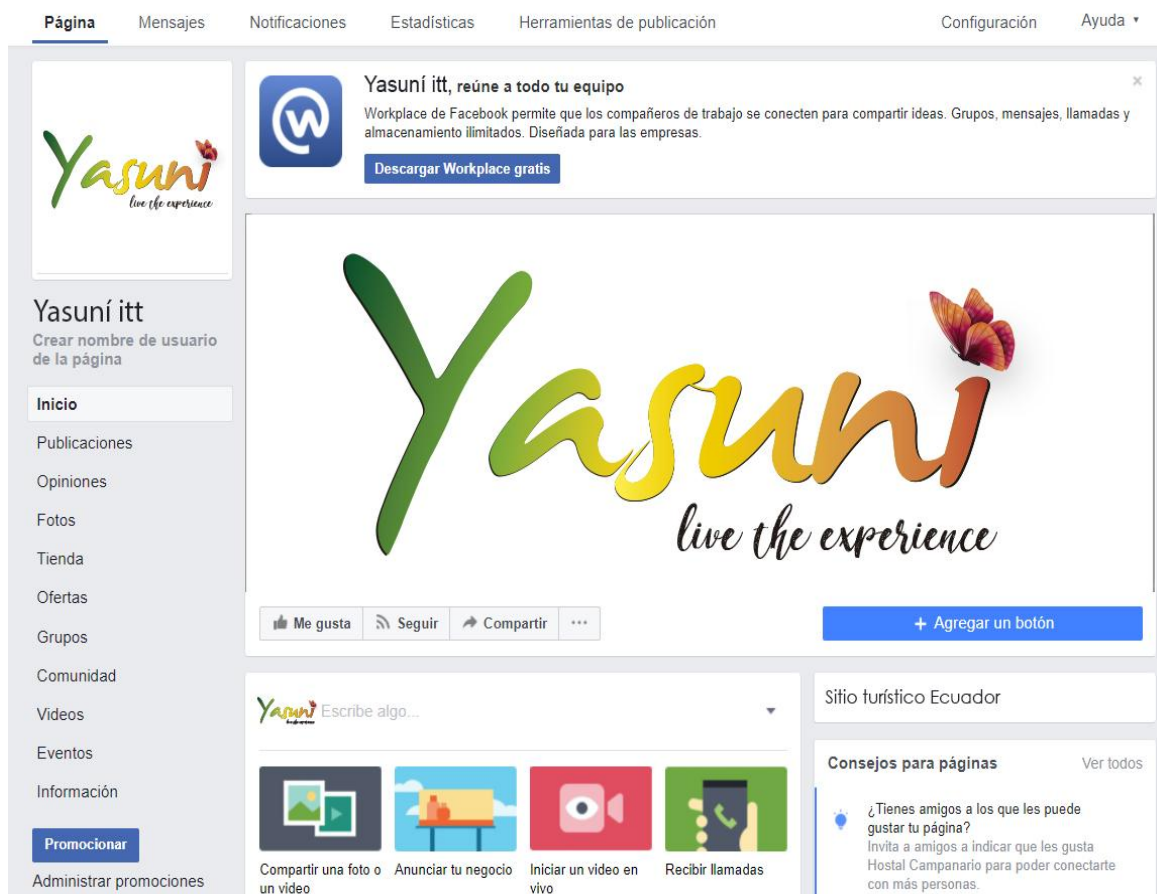 Página Mensajes Notificaciones Estadísticas Herramientas de publicación Configuración Ayuda
Yasuni
live the experience
Yasuní itt
Crear nombre de usuario
de la página
Inicio
Publicaciones
Opiniones
Fotos
Tienda
Ofertas
Grupos
Comunidad
Videos
Eventos
Información
Promocionar
Administrar promociones
Yasuní itt, reúne a todo tu equipo
Workplace de Facebook permite que los compañeros de trabajo se conecten para compartir ideas. Grupos, mensajes, llamadas y
almacenamiento ilimitados. Diseñada para las empresas.
Descargar Workplace gratis
Yasuni
live the experience
Me gusta Seguir Compartir ...
+ Agregar un botón
Yasuni
live the experience
Escribe algo...
Compartir una foto o
un video
Anunciar tu negocio
Iniciar un video en
vivo
Recibir llamadas
Sitio turístico Ecuador
Consejos para páginas Ver todos
¿Tienes amigos a los que les puede
gustar tu página?
Invita a amigos a indicar que les gusta
Hostal Campanario para poder conectarte
con más personas.